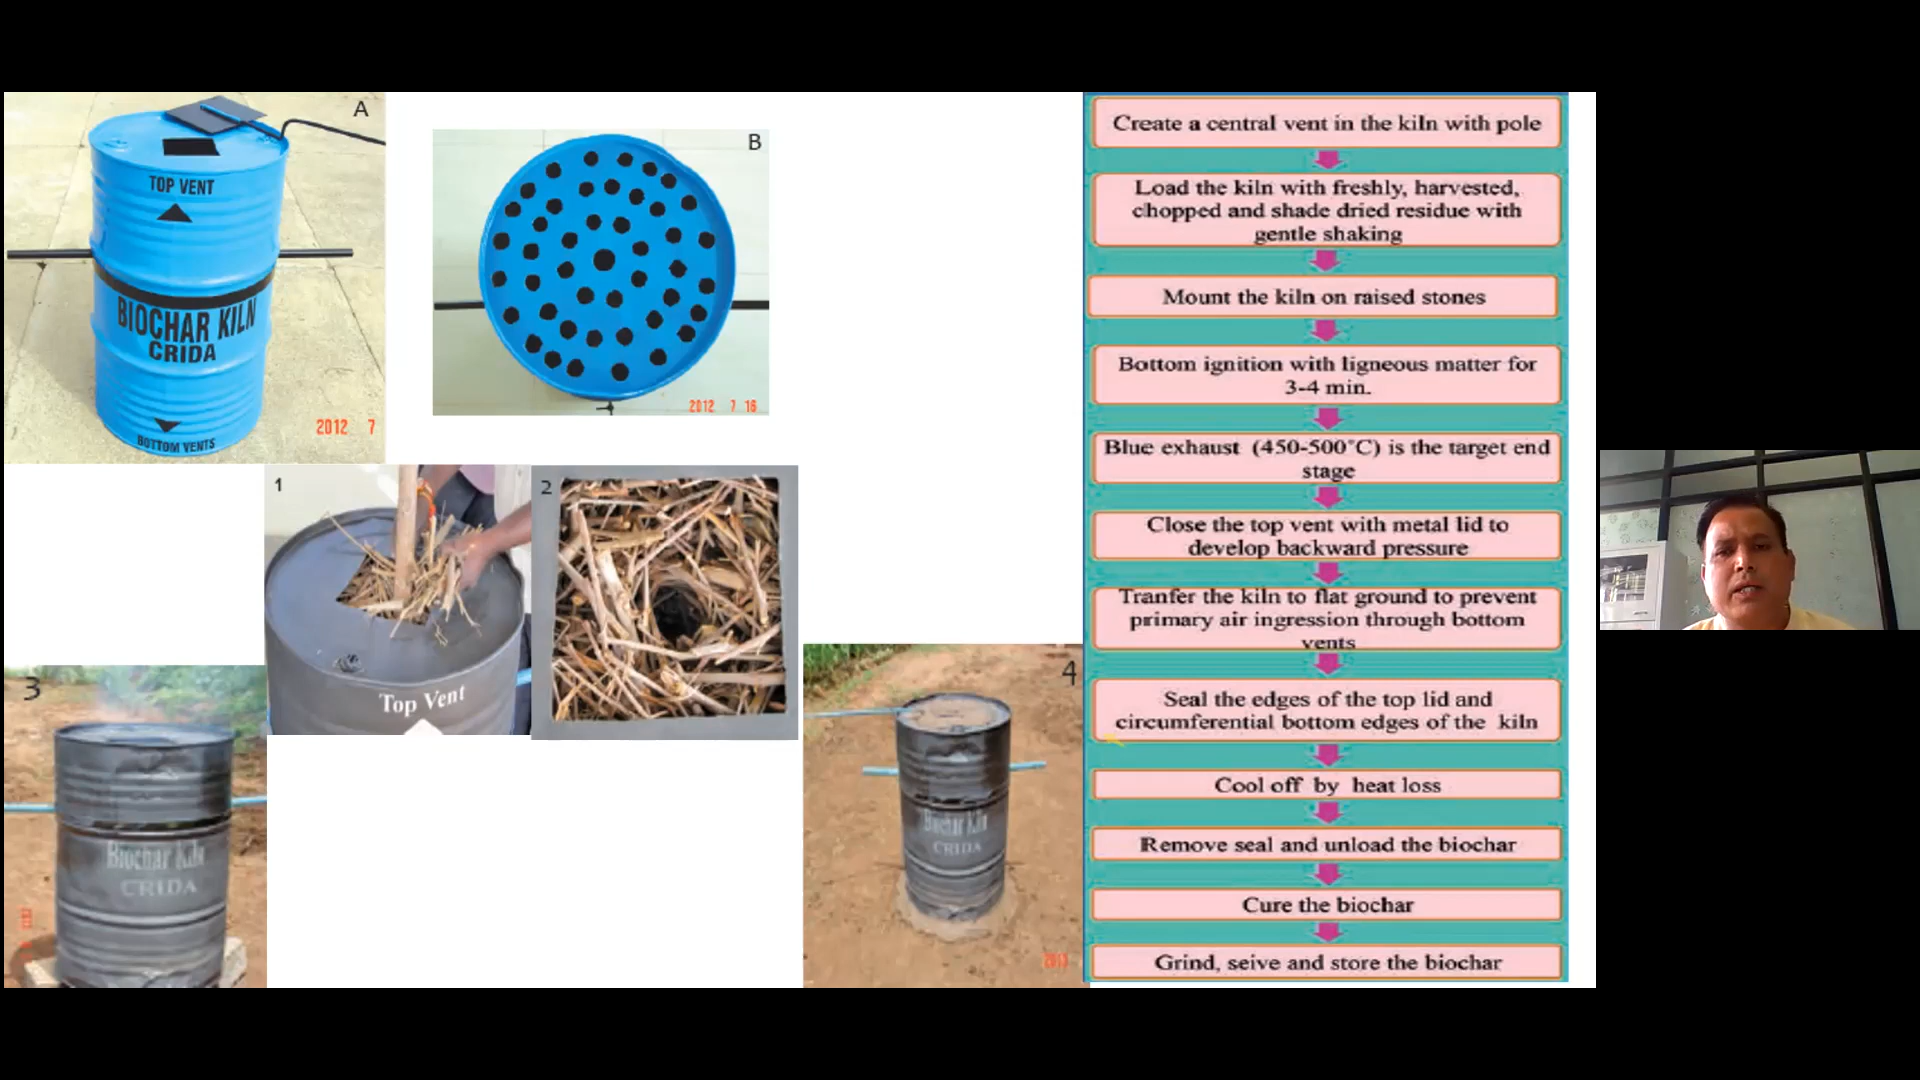 A
TOP VENT
BIOCHAR KILN
CRIDA
BOTTOM VENTS
2012 7
B
2012 7 16
1
Top Vent
2
3
Biochar Kiln
CRIDA
4
Biochar Kiln
CRIDA
Create a central vent in the kiln with pole
Load the kiln with freshly, harvested,
chopped and shade dried residue with
gentle shaking
Mount the kiln on raised stones
Bottom ignition with ligneous matter for
3-4 min.
Blue exhaust (450-500°C) is the target end
stage
Close the top vent with metal lid to
develop backward pressure
Tranfer the kiln to flat ground to prevent
primary air ingression through bottom
vents
Seal the edges of the top lid and
circumferential bottom edges of the kiln
Cool off by heat loss
Remove seal and unload the biochar
Cure the biochar
Grind, seive and store the biochar